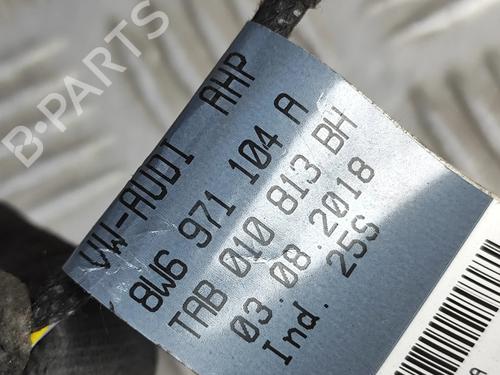 B-PARTS
VW-AUDI AHP
8W6 971 104 A
TAB 010 813 BH
03.08.2018
Ind. 25S